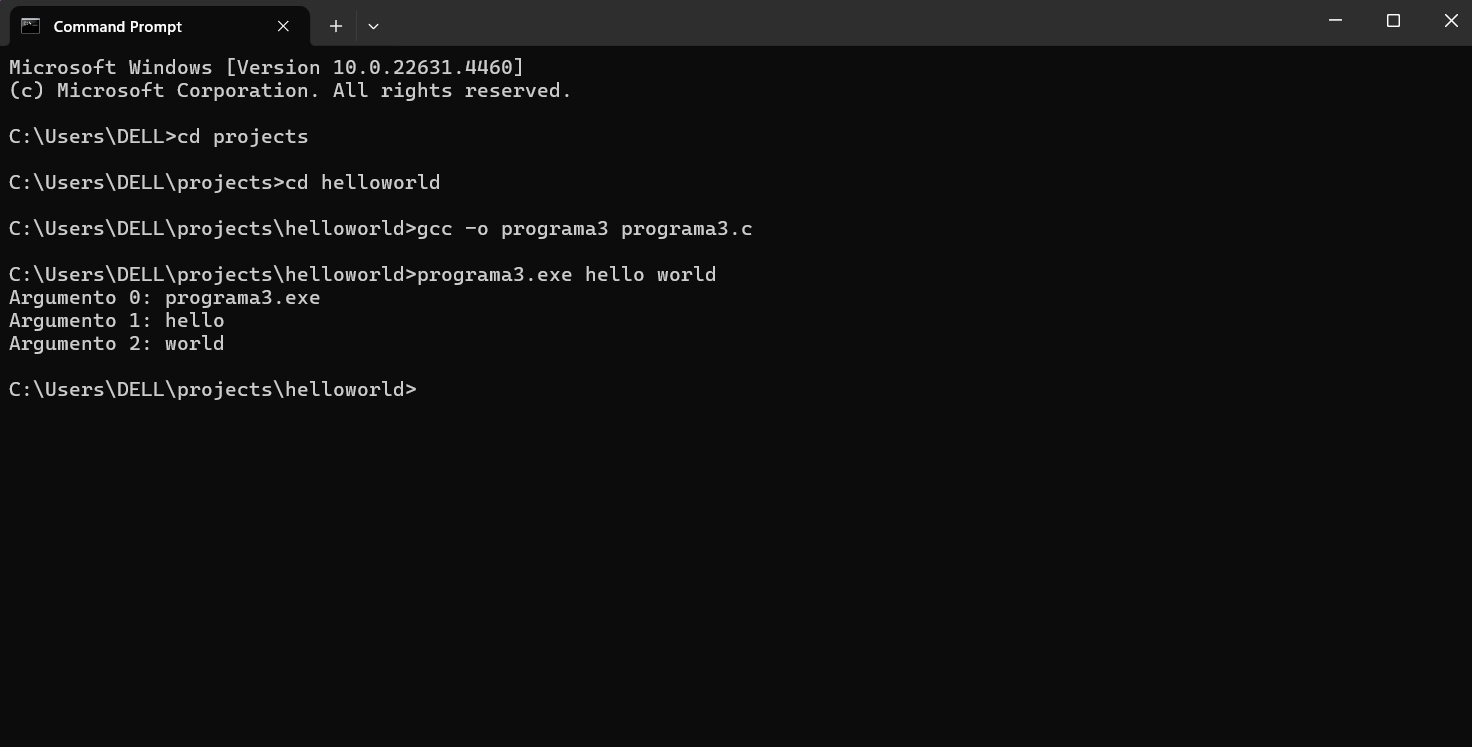 Command Prompt
Microsoft Windows [Version 10.0.22631.4460]
(c) Microsoft Corporation. All rights reserved.
C:\Users\DELL>cd projects
C:\Users\DELL\projects>cd helloworld
C:\Users\DELL\projects\helloworld>gcc -o programa3 programa3.c
C:\Users\DELL\projects\helloworld>programa3.exe hello world
Argumento 0: programa3.exe
Argumento 1: hello
Argumento 2: world
C:\Users\DELL\projects\helloworld>